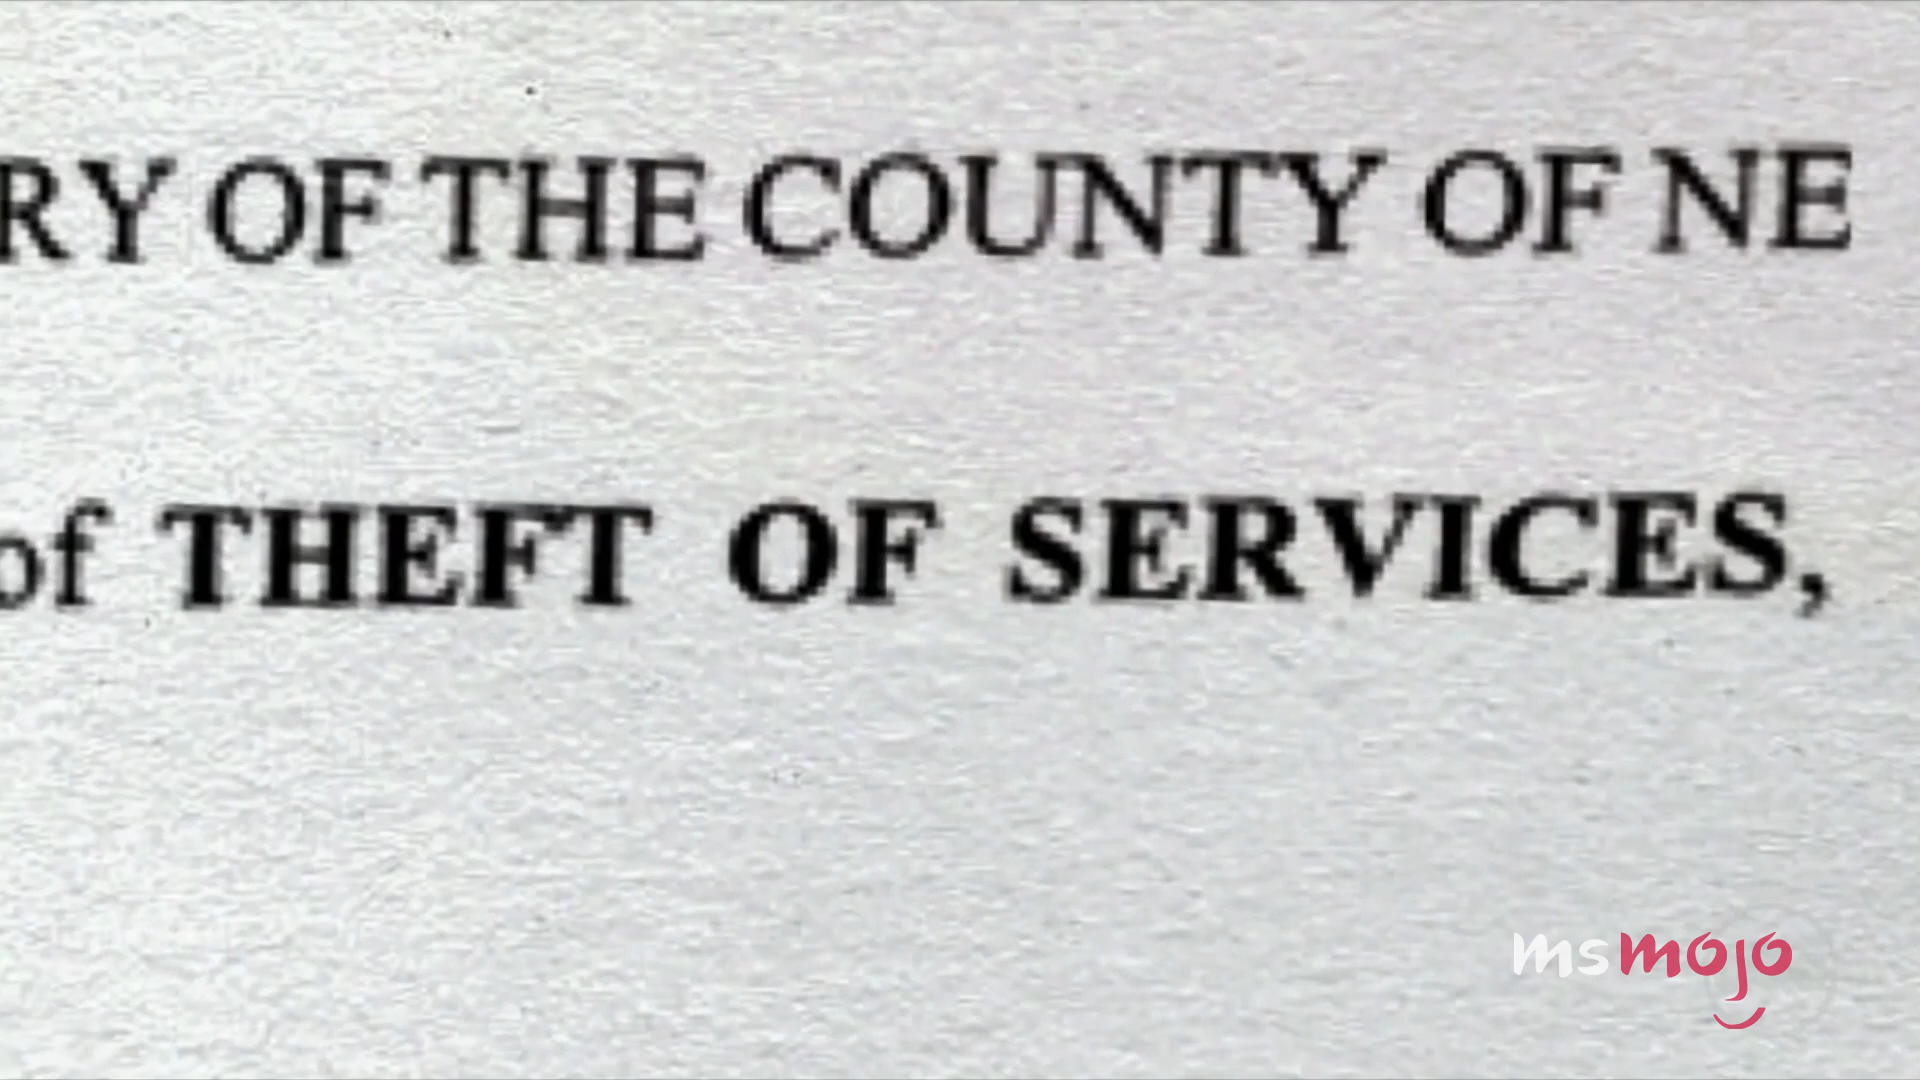 RY OF THE COUNTY OF NE
of THEFT OF SERVICES,
msmojo